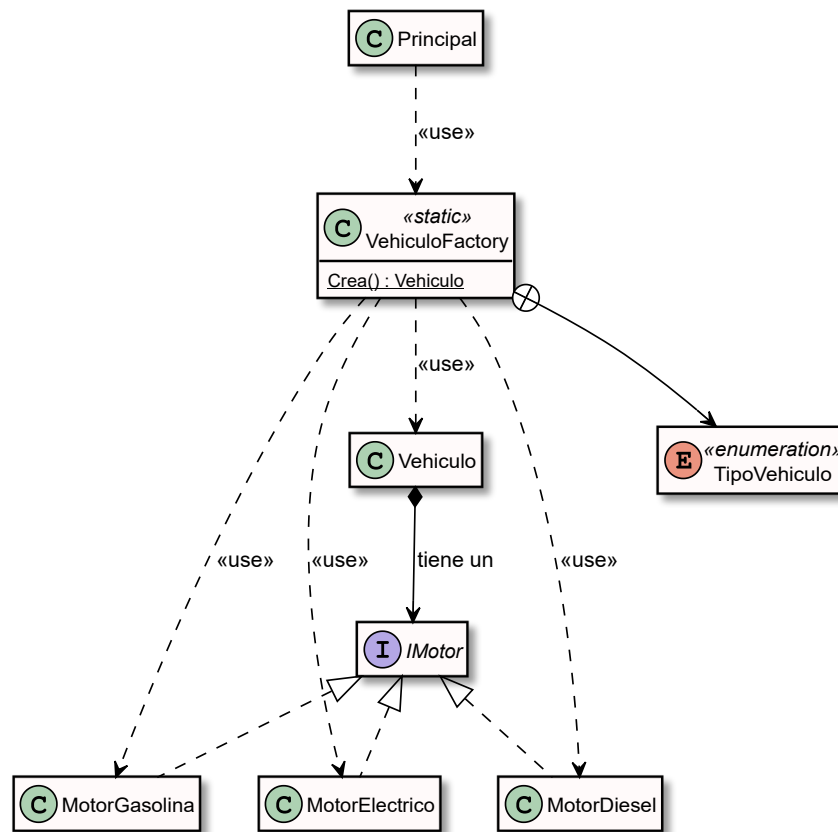 C Principal
«use»
C «static»
VehiculoFactory
Crea() : Vehiculo
«use»
C Vehiculo
E «enumeration»
TipoVehiculo
«use»
«use»
tiene un
«use»
I IMotor
C MotorGasolina
C MotorElectrico
C MotorDiesel